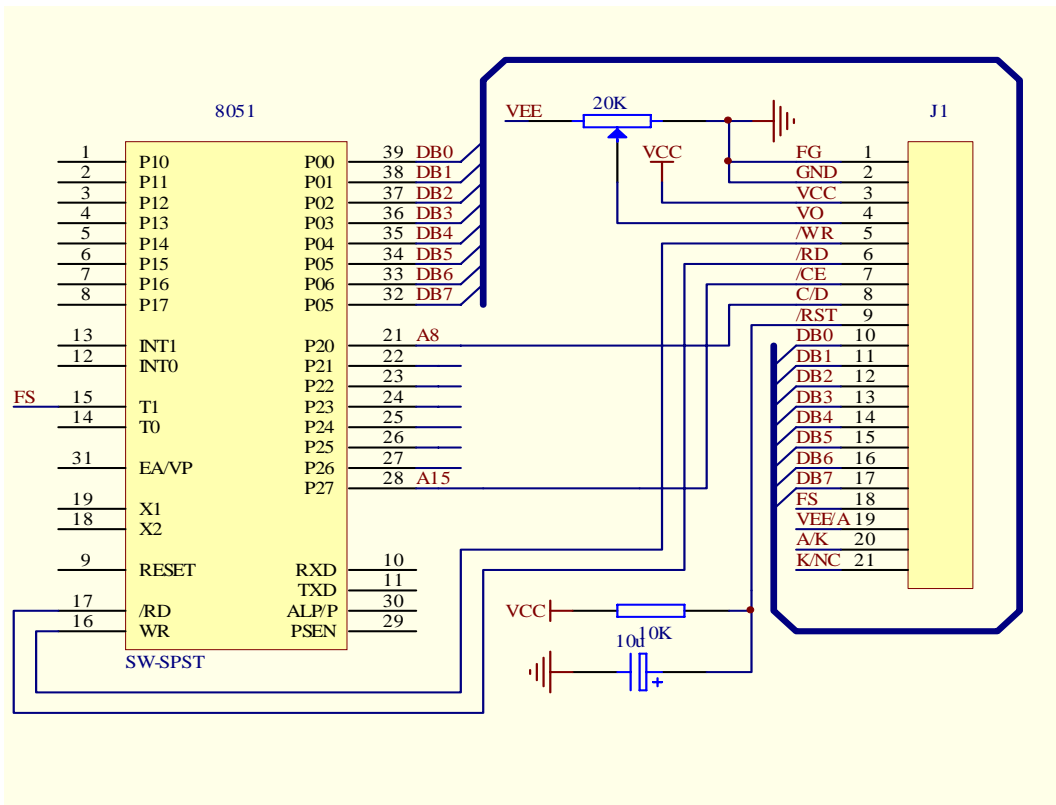 8051
1 P10
2 P11
3 P12
4 P13
5 P14
6 P15
7 P16
8 P17
13 INT1
12 INT0
FS 15 T1
14 T0
31 EA/VP
19 X1
18 X2
9 RESET
17 /RD
16 WR
P00 39 DB0
P01 38 DB1
P02 37 DB2
P03 36 DB3
P04 35 DB4
P05 34 DB5
P06 33 DB6
P05 32 DB7
P20 21 A8
P21 22
P22 23
P23 24
P24 25
P25 26
P26 27
P27 28 A15
RXD 10
TXD 11
ALP/P 30
PSEN 29
SW-SPST
VEE
20K
VCC
VCC
10K
10u
+
J1
FG 1
GND 2
VCC 3
VO 4
/WR 5
/RD 6
/CE 7
C/D 8
/RST 9
DB0 10
DB1 11
DB2 12
DB3 13
DB4 14
DB5 15
DB6 16
DB7 17
FS 18
VEE/A 19
A/K 20
K/NC 21